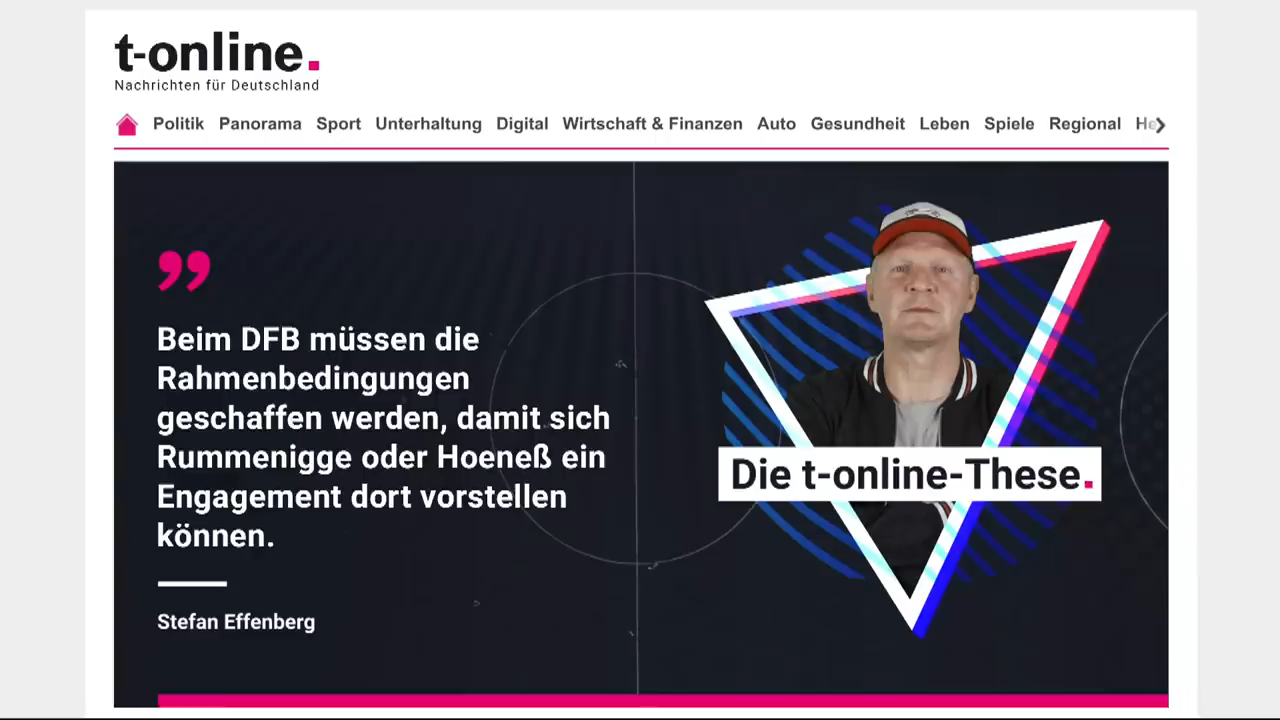 t-online.
Nachrichten für Deutschland
Politik Panorama Sport Unterhaltung Digital Wirtschaft & Finanzen Auto Gesundheit Leben Spiele Regional He
Beim DFB müssen die
Rahmenbedingungen
geschaffen werden, damit sich
Rummenigge oder Hoeneß ein
Engagement dort vorstellen
können.
Stefan Effenberg
Die t-online-These.